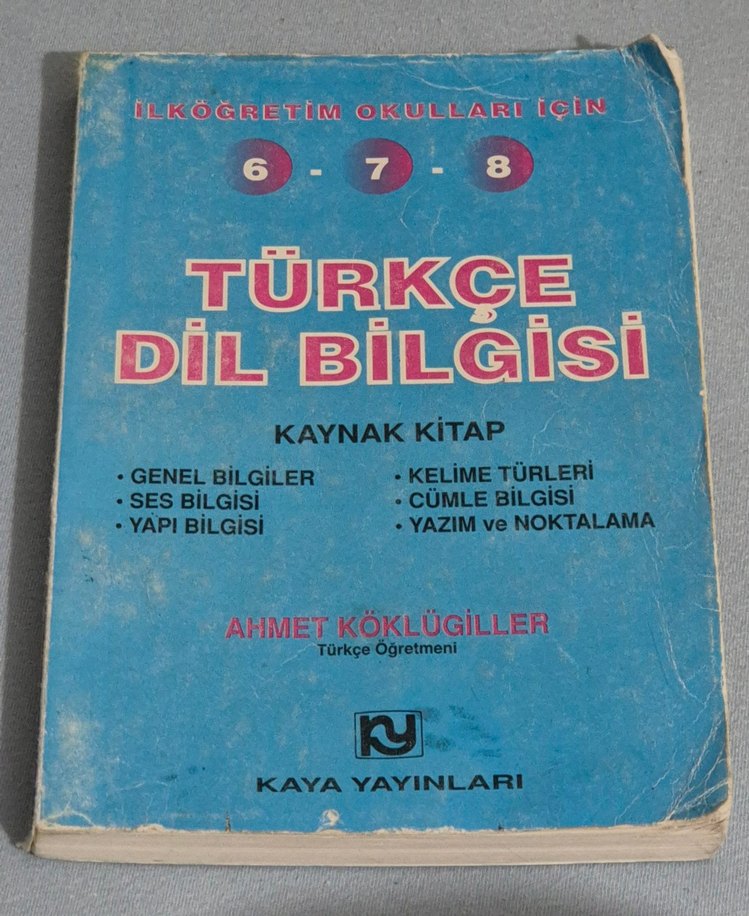 İLKÖĞRETİM OKULLARI İÇİN
6 - 7 - 8
TÜRKÇE
DİL BİLGİSİ
KAYNAK KİTAP
• GENEL BİLGİLER
• SES BİLGİSİ
• YAPI BİLGİSİ
• KELİME TÜRLERİ
• CÜMLE BİLGİSİ
• YAZIM ve NOKTALAMA
AHMET KÖKLÜGİLLER
Türkçe Öğretmeni
ky
KAYA YAYINLARI